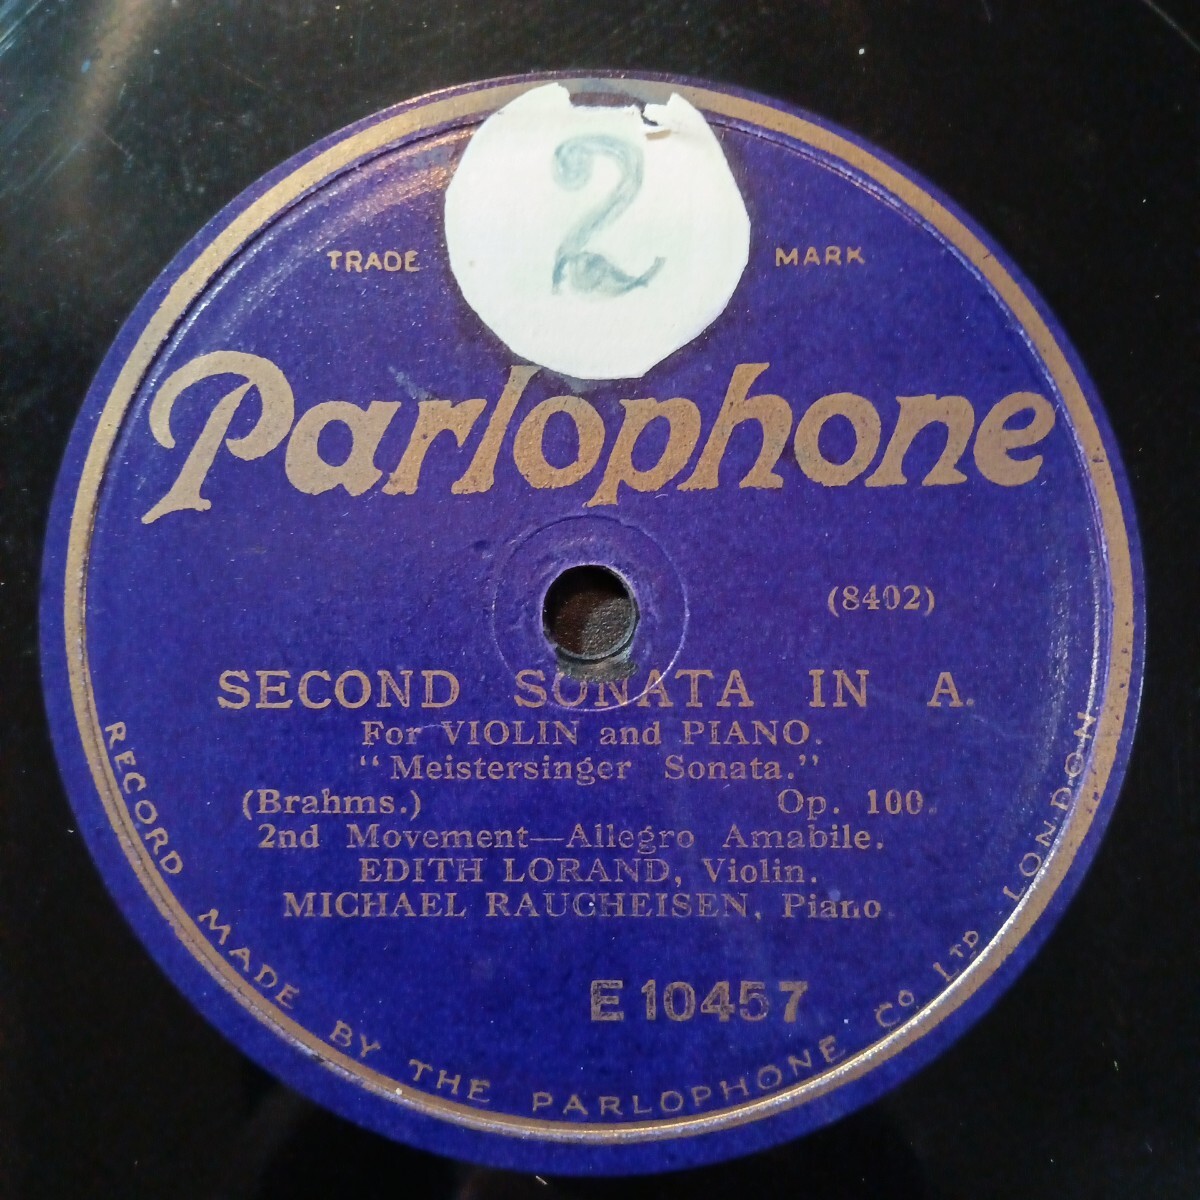 2
TRADE MARK
Parlophone
(8402)
SECOND SONATA IN A.
For VIOLIN and PIANO.
"Meistersinger Sonata."
(Brahms.) Op. 100.
2nd Movement—Allegro Amabile.
EDITH LORAND, Violin.
MICHAEL RAUCHEISEN, Piano.
E 10457
RECORD MADE BY THE PARLOPHONE Co LTD LONDON